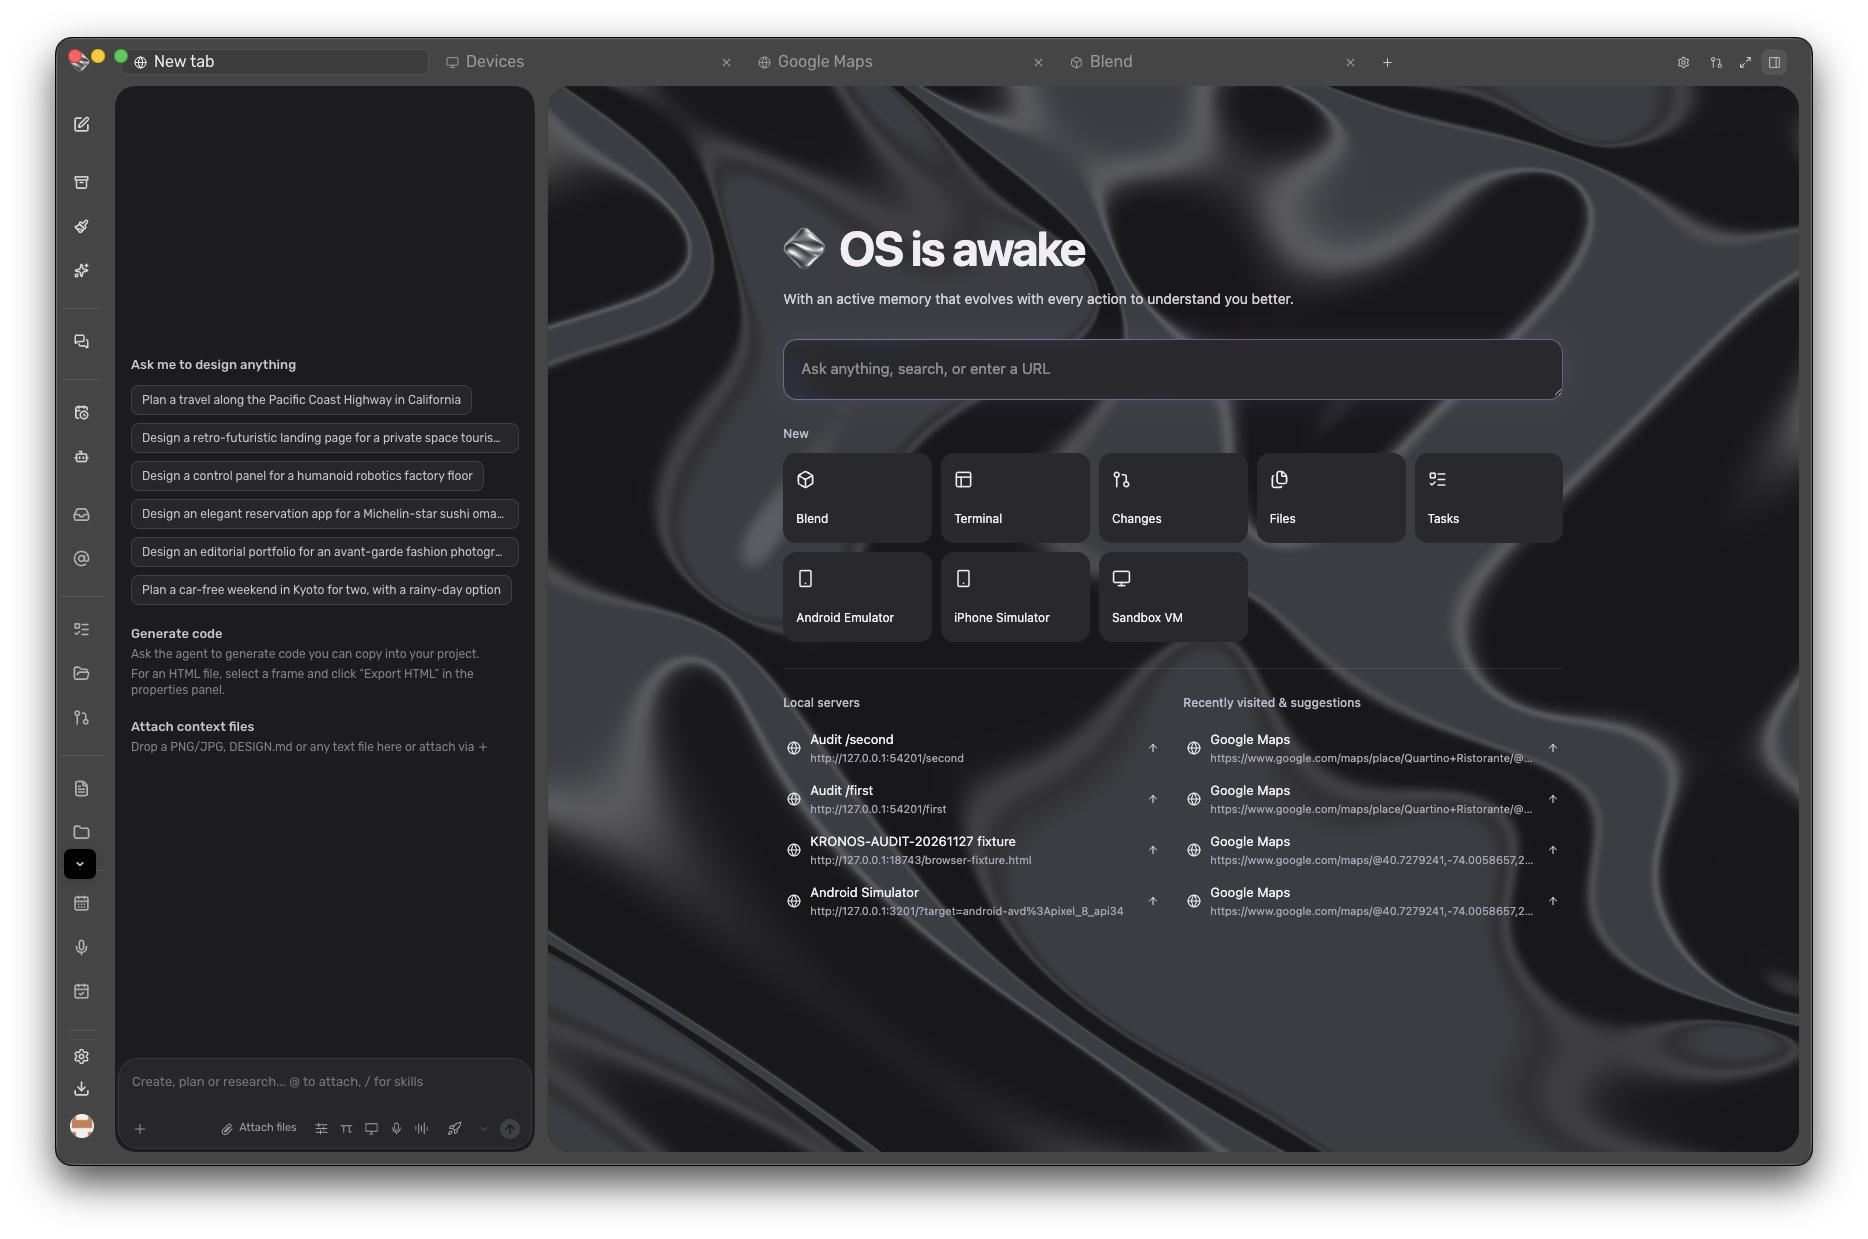 New tab
Devices
Google Maps
Blend
Ask me to design anything
Plan a travel along the Pacific Coast Highway in California
Design a retro-futuristic landing page for a private space touris...
Design a control panel for a humanoid robotics factory floor
Design an elegant reservation app for a Michelin-star sushi oma...
Design an editorial portfolio for an avant-garde fashion photogr...
Plan a car-free weekend in Kyoto for two, with a rainy-day option
Generate code
Ask the agent to generate code you can copy into your project.
For an HTML file, select a frame and click “Export HTML” in the
properties panel.
Attach context files
Drop a PNG/JPG, DESIGN.md or any text file here or attach via +
Create, plan or research... @ to attach, / for skills
Attach files
OS is awake
With an active memory that evolves with every action to understand you better.
Ask anything, search, or enter a URL
New
Blend
Terminal
Changes
Files
Tasks
Android Emulator
iPhone Simulator
Sandbox VM
Local servers
Audit /second
http://127.0.0.1:54201/second
Audit /first
http://127.0.0.1:54201/first
KRONOS-AUDIT-20261127 fixture
http://127.0.0.1:18743/browser-fixture.html
Android Simulator
http://127.0.0.1:3201/?target=android-avd%3Apixel_8_api34
Recently visited & suggestions
Google Maps
https://www.google.com/maps/place/Quartino+Ristorante/@...
Google Maps
https://www.google.com/maps/place/Quartino+Ristorante/@...
Google Maps
https://www.google.com/maps/@40.7279241,-74.0058657,2...
Google Maps
https://www.google.com/maps/@40.7279241,-74.0058657,2...